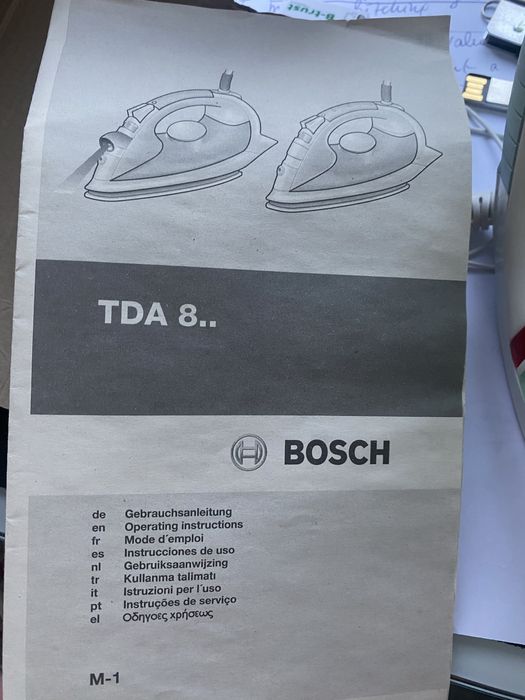 TDA 8..
BOSCH
de Gebrauchsanleitung
en Operating instructions
fr Mode d´emploi
es Instrucciones de uso
nl Gebruiksaanwijzing
tr Kullanma talimatı
it Istruzioni per l´uso
pt Instruções de serviço
el Οδηγοες χρήσεως
M-1